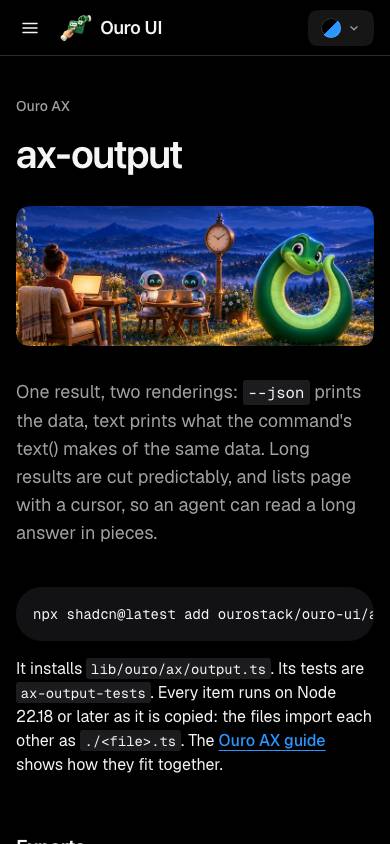 Ouro UI
Ouro AX
ax-output
One result, two renderings: --json prints
the data, text prints what the command's
text() makes of the same data. Long
results are cut predictably, and lists page
with a cursor, so an agent can read a long
answer in pieces.
npx shadcn@latest add ourostack/ouro-ui/a
It installs lib/ouro/ax/output.ts. Its tests are
ax-output-tests. Every item runs on Node
22.18 or later as it is copied: the files import each
other as ./<file>.ts. The Ouro AX guide
shows how they fit together.